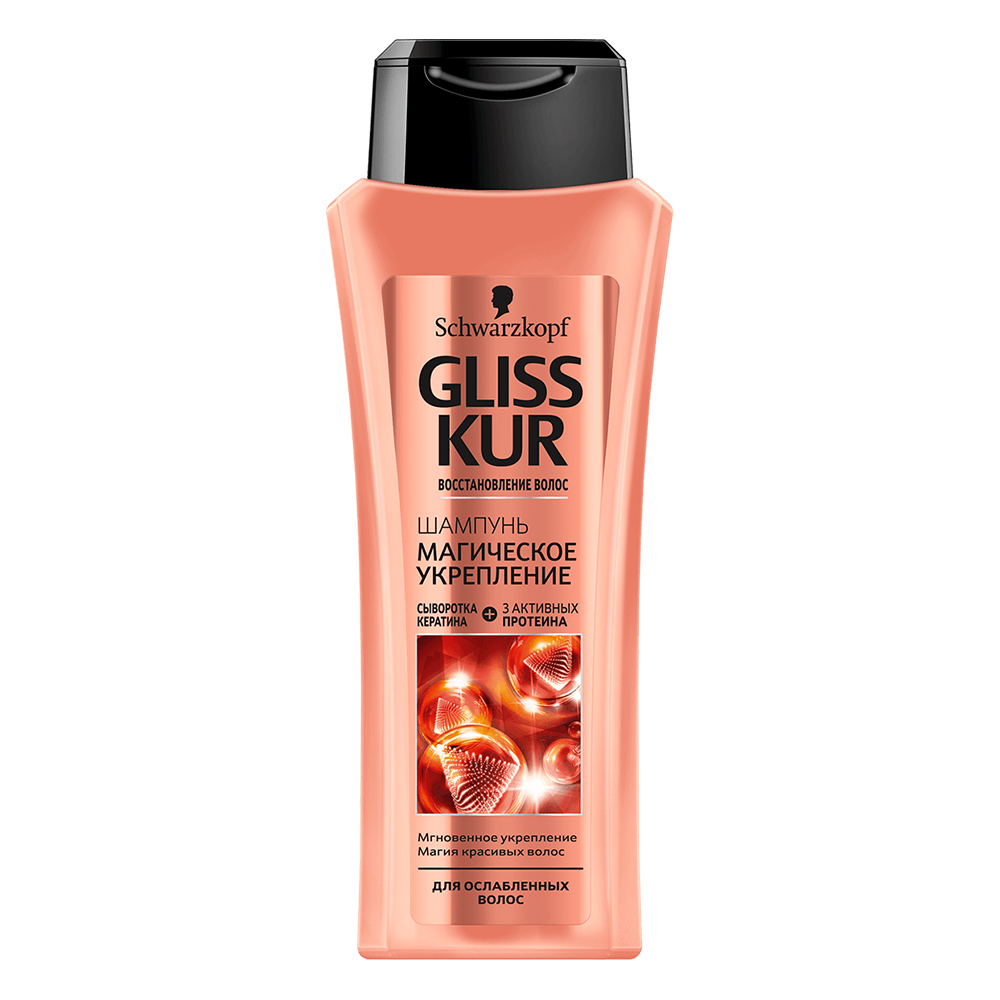 Schwarzkopf
GLISS
KUR
ВОССТАНОВЛЕНИЕ ВОЛОС
ШАМПУНЬ
МАГИЧЕСКОЕ
УКРЕПЛЕНИЕ
СЫВОРОТКА
КЕРАТИНА
+
3 АКТИВНЫХ
ПРОТЕИНА
Мгновенное укрепление
Магия красивых волос
ДЛЯ ОСЛАБЛЕННЫХ
ВОЛОС